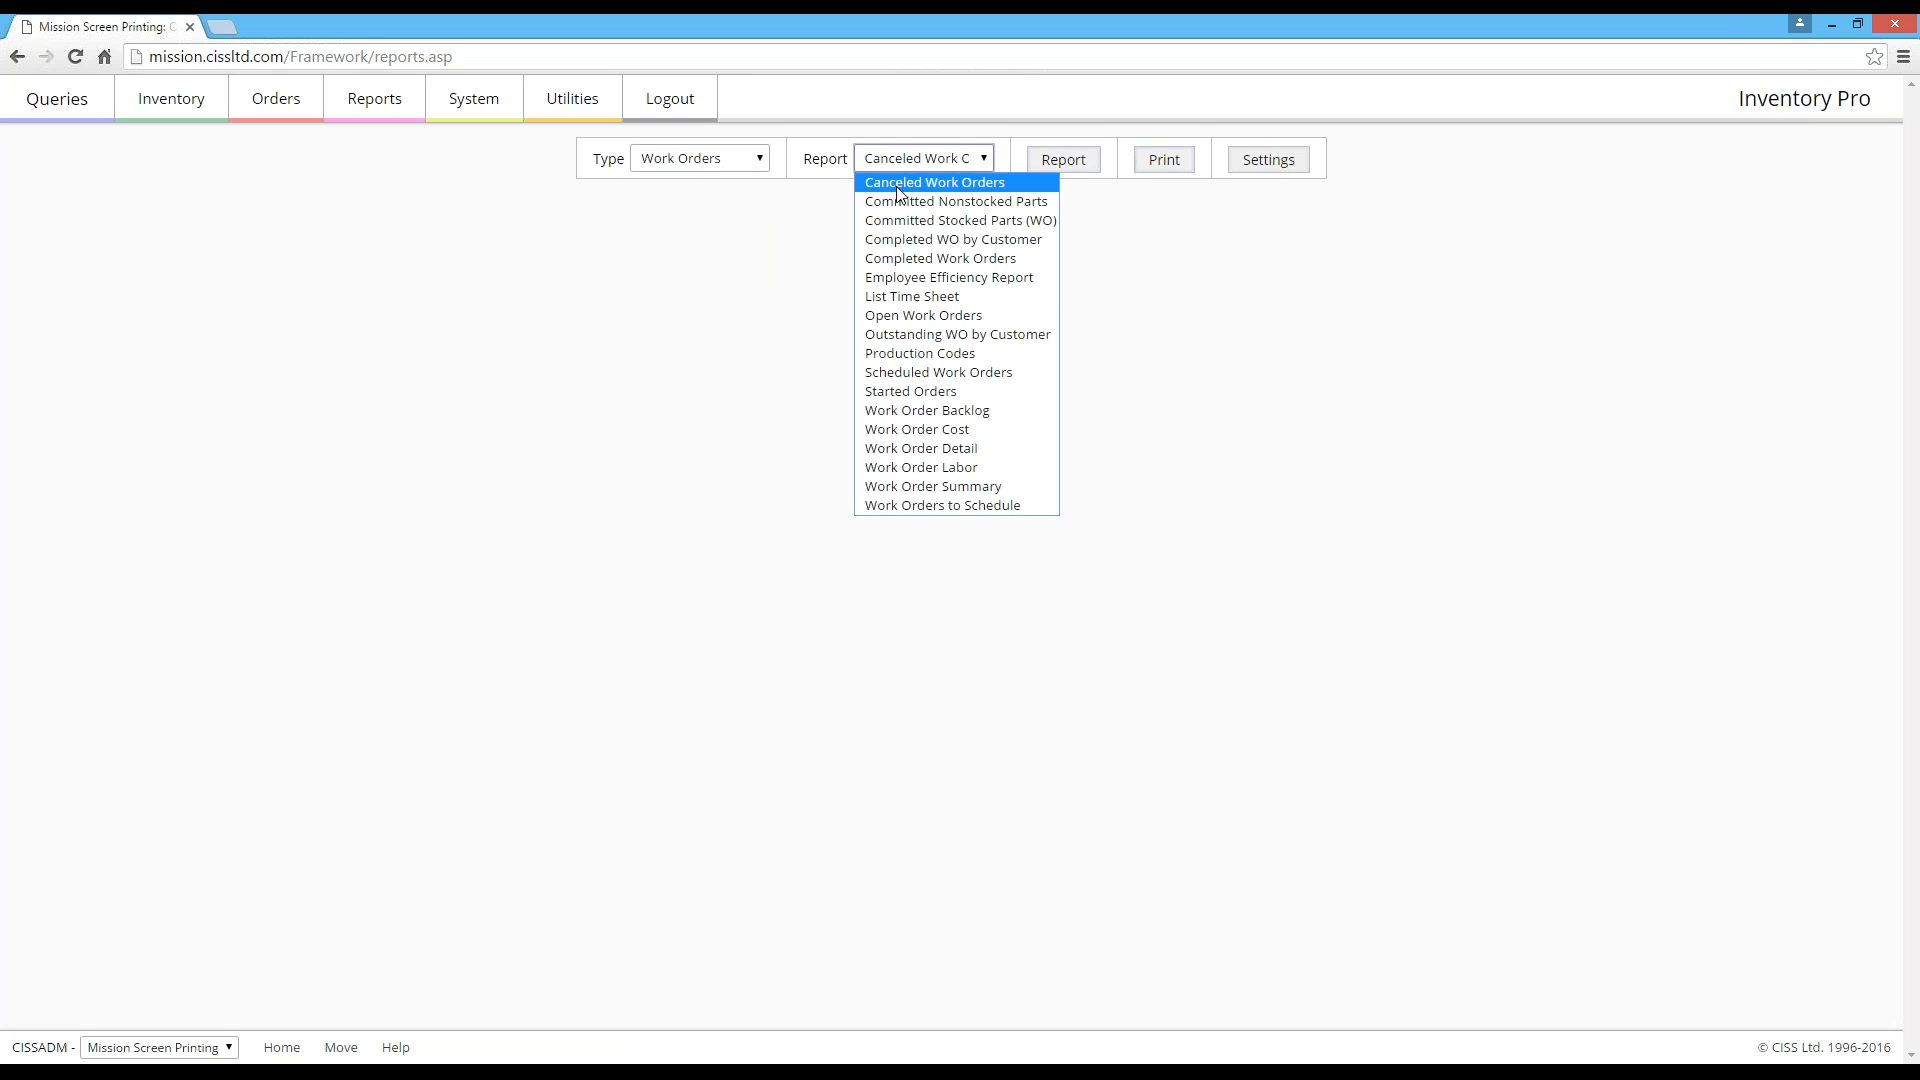 Mission Screen Printing: C
mission.cissltd.com/Framework/reports.asp
Queries Inventory Orders Reports System Utilities Logout Inventory Pro
Type Work Orders Report Canceled Work C Report Print Settings
Canceled Work Orders
Committed Nonstocked Parts
Committed Stocked Parts (WO)
Completed WO by Customer
Completed Work Orders
Employee Efficiency Report
List Time Sheet
Open Work Orders
Outstanding WO by Customer
Production Codes
Scheduled Work Orders
Started Orders
Work Order Backlog
Work Order Cost
Work Order Detail
Work Order Labor
Work Order Summary
Work Orders to Schedule
CISSADM - Mission Screen Printing Home Move Help © CISS Ltd. 1996-2016